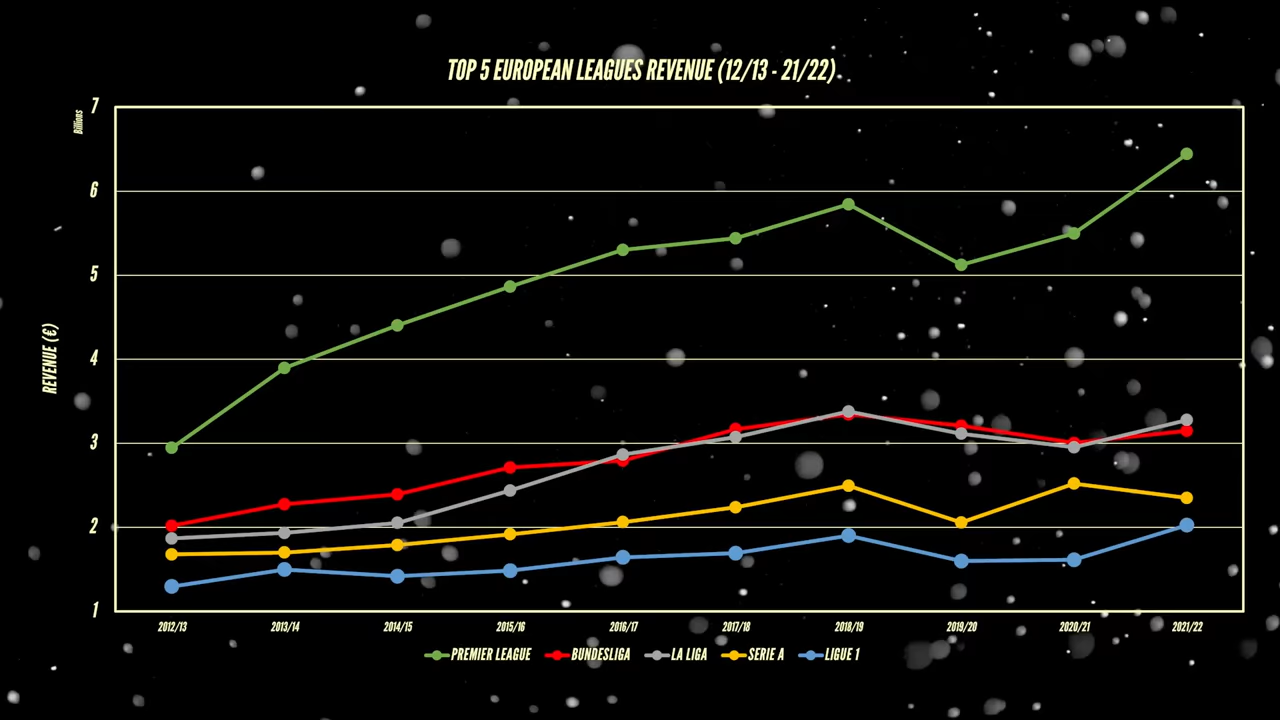 TOP 5 EUROPEAN LEAGUES REVENUE (12/13 - 21/22)
7
Billions
6
5
4
3
2
1
REVENUE (€)
2012/13 2013/14 2014/15 2015/16 2016/17 2017/18 2018/19 2019/20 2020/21 2021/22
PREMIER LEAGUE BUNDESLIGA LA LIGA SERIE A LIGUE 1